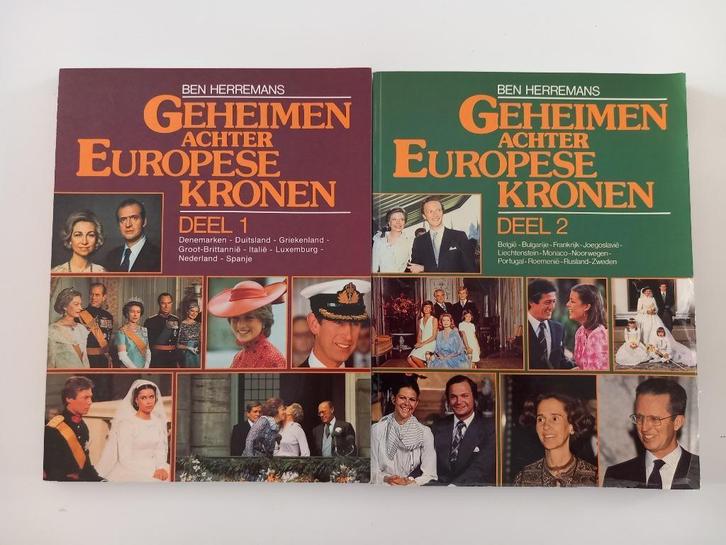 BEN HERREMANS
GEHEIMEN
ACHTER
EUROPESE
KRONEN
DEEL 1
Denemarken - Duitsland - Griekenland -
Groot-Brittannië - Italië - Luxemburg -
Nederland - Spanje
BEN HERREMANS
GEHEIMEN
ACHTER
EUROPESE
KRONEN
DEEL 2
België - Bulgarije - Frankrijk - Joegoslavië -
Liechtenstein - Monaco - Noorwegen -
Portugal - Roemenië - Rusland - Zweden